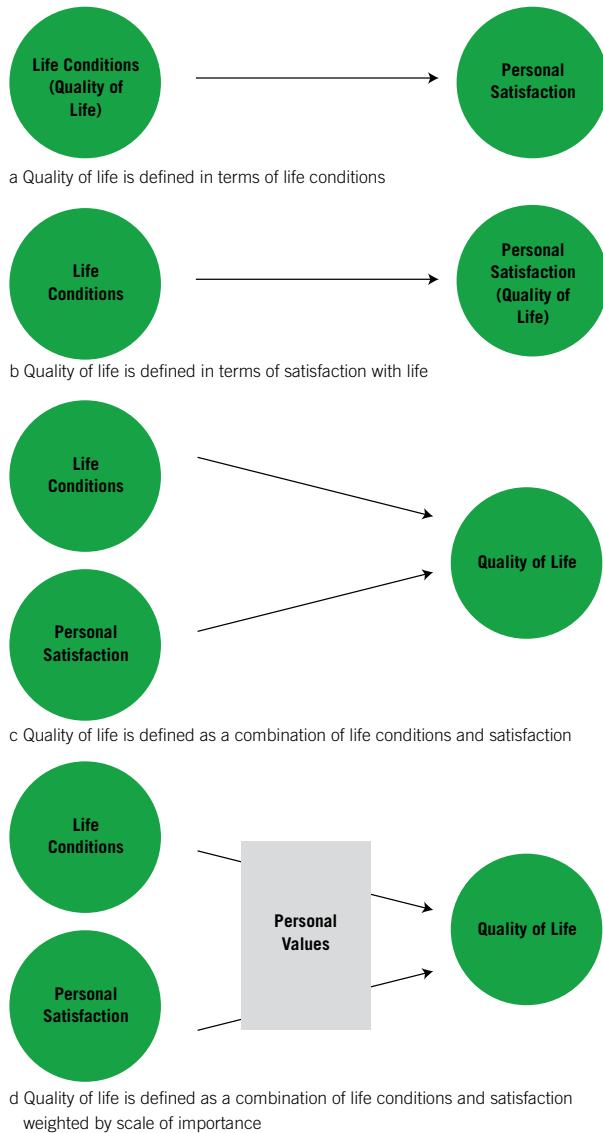 Life Conditions
(Quality of
Life)
Personal
Satisfaction
a Quality of life is defined in terms of life conditions
Life
Conditions
Personal
Satisfaction
(Quality of
Life)
b Quality of life is defined in terms of satisfaction with life
Life
Conditions
Quality of Life
Personal
Satisfaction
c Quality of life is defined as a combination of life conditions and satisfaction
Life
Conditions
Personal
Values
Quality of Life
Personal
Satisfaction
d Quality of life is defined as a combination of life conditions and satisfaction
weighted by scale of importance